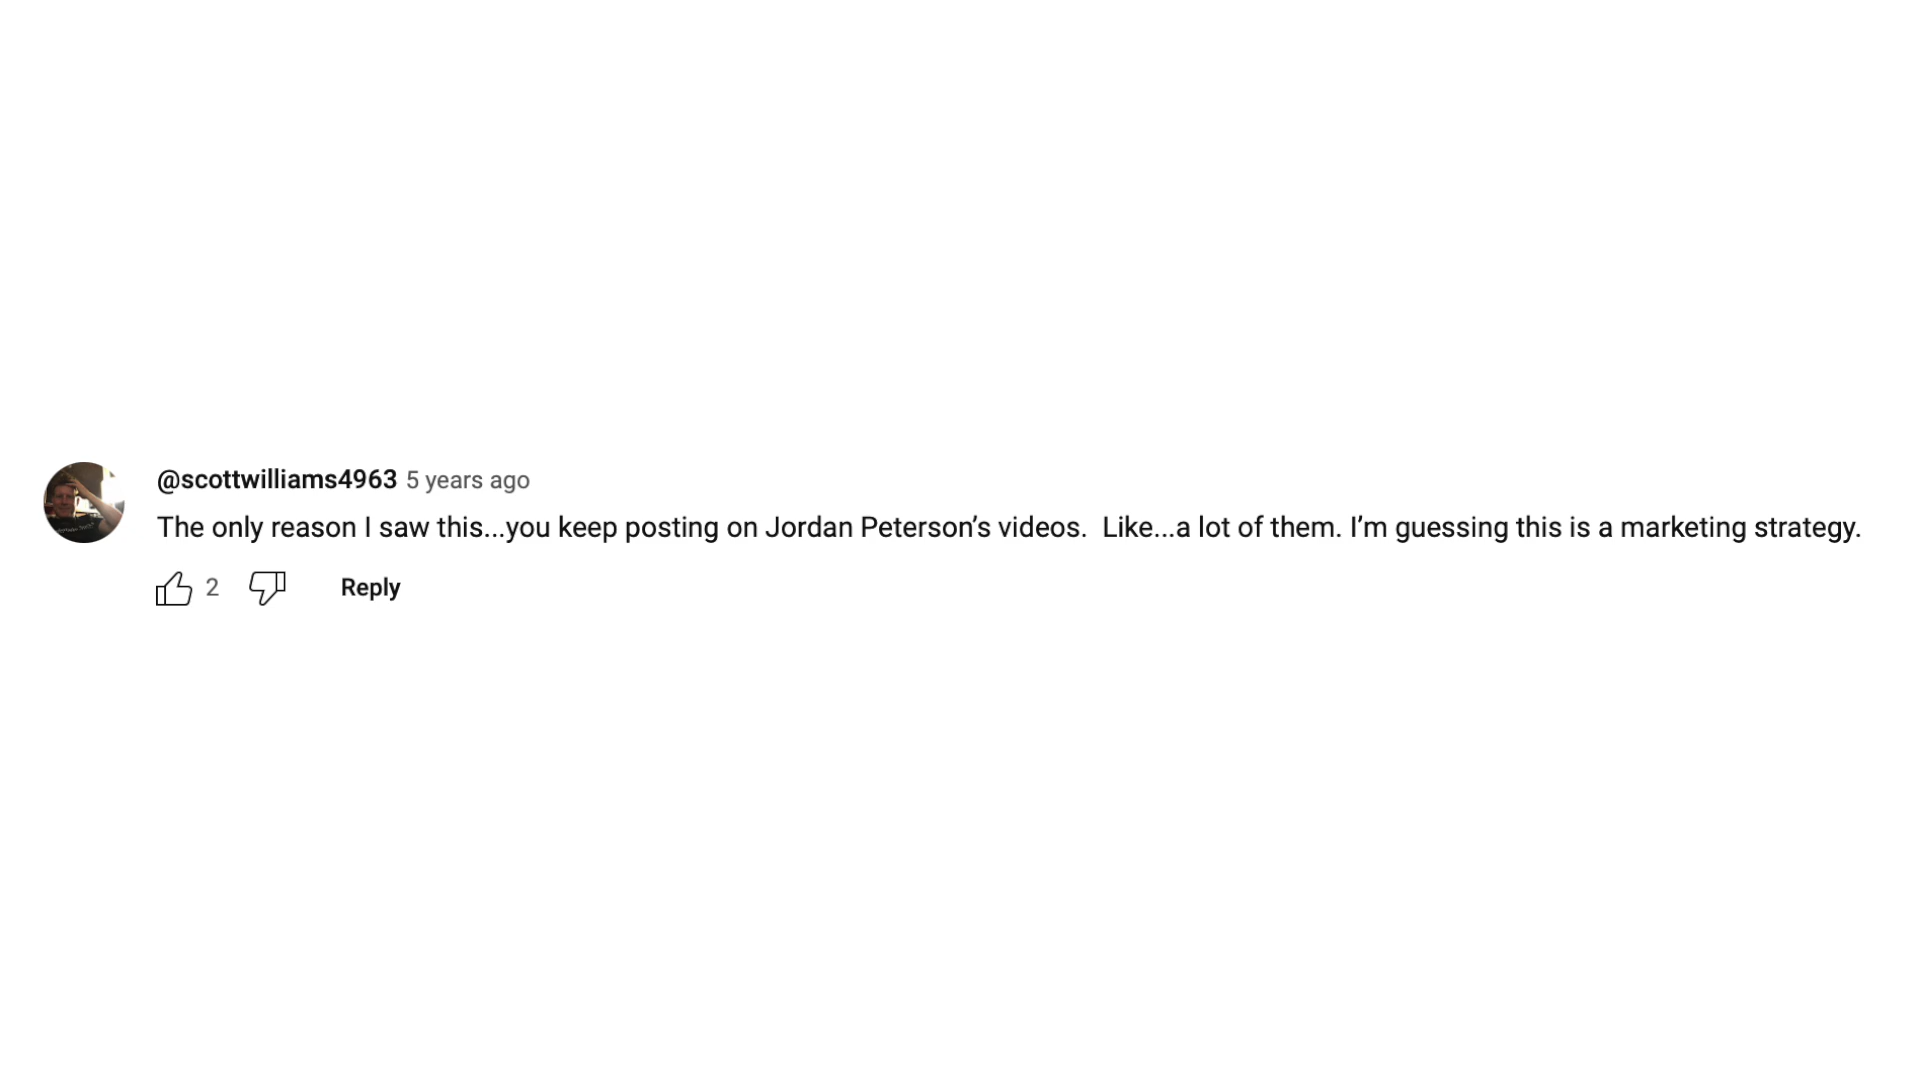 @scottwilliams4963 5 years ago
The only reason I saw this...you keep posting on Jordan Peterson’s videos.  Like...a lot of them. I’m guessing this is a marketing strategy.
2 Reply